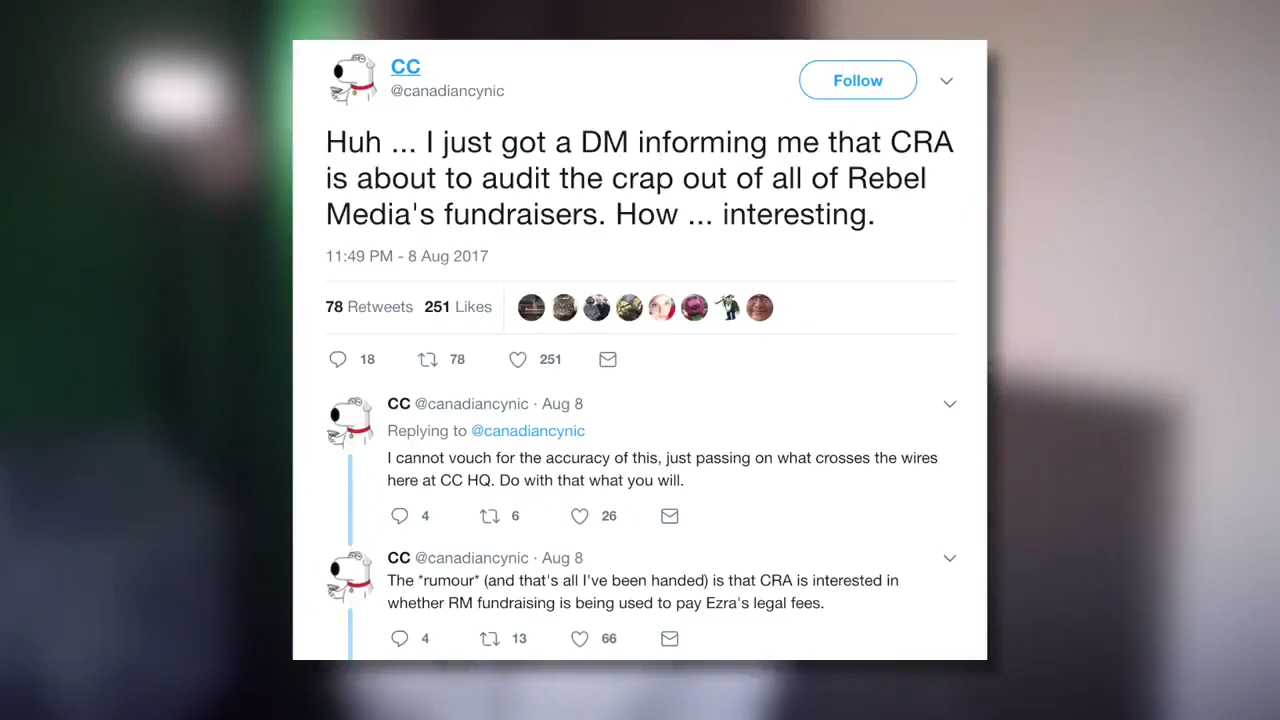 CC
@canadiancynic
Follow
Huh ... I just got a DM informing me that CRA
is about to audit the crap out of all of Rebel
Media's fundraisers. How ... interesting.
11:49 PM - 8 Aug 2017
78 Retweets 251 Likes
18 78 251
CC @canadiancynic · Aug 8
Replying to @canadiancynic
I cannot vouch for the accuracy of this, just passing on what crosses the wires
here at CC HQ. Do with that what you will.
4 6 26
CC @canadiancynic · Aug 8
The *rumour* (and that's all I've been handed) is that CRA is interested in
whether RM fundraising is being used to pay Ezra's legal fees.
4 13 66